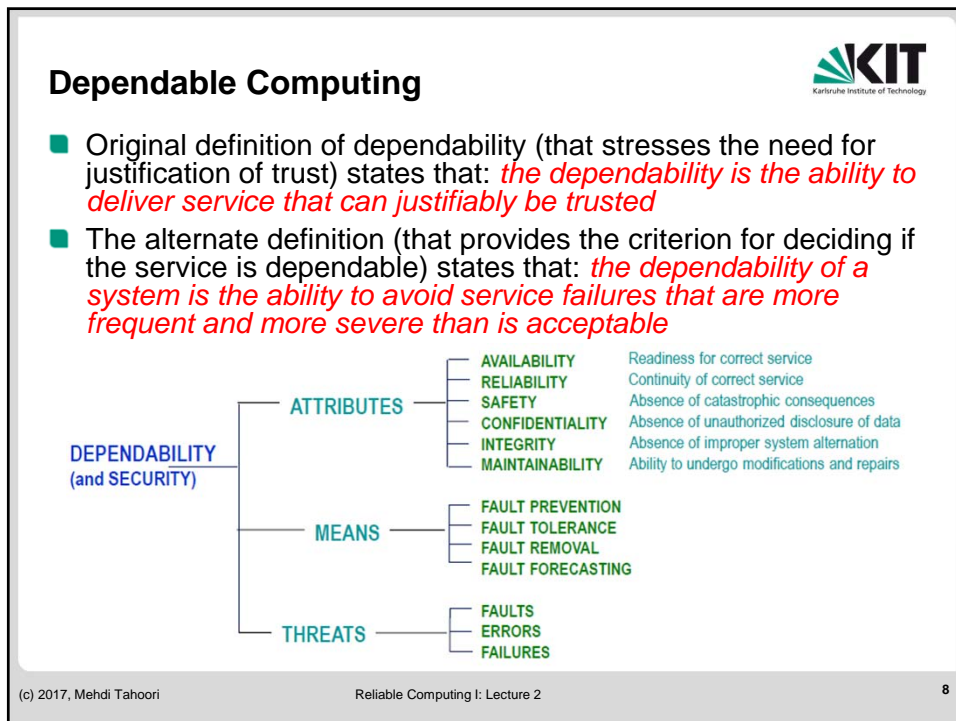 Dependable Computing
KIT
Karlsruhe Institute of Technology
Original definition of dependability (that stresses the need for
justification of trust) states that: the dependability is the ability to
deliver service that can justifiably be trusted
The alternate definition (that provides the criterion for deciding if
the service is dependable) states that: the dependability of a
system is the ability to avoid service failures that are more
frequent and more severe than is acceptable
DEPENDABILITY
(and SECURITY)
ATTRIBUTES
AVAILABILITY Readiness for correct service
RELIABILITY Continuity of correct service
SAFETY Absence of catastrophic consequences
CONFIDENTIALITY Absence of unauthorized disclosure of data
INTEGRITY Absence of improper system alternation
MAINTAINABILITY Ability to undergo modifications and repairs
MEANS
FAULT PREVENTION
FAULT TOLERANCE
FAULT REMOVAL
FAULT FORECASTING
THREATS
FAULTS
ERRORS
FAILURES
(c) 2017, Mehdi Tahoori Reliable Computing I: Lecture 2 8